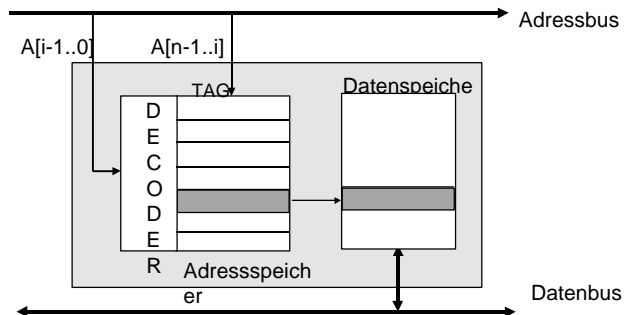 Adressbus
A[i-1..0]
A[n-1..i]
TAG
Datenspeiche
D
E
C
O
D
E
R
Adressspeich
er
Datenbus